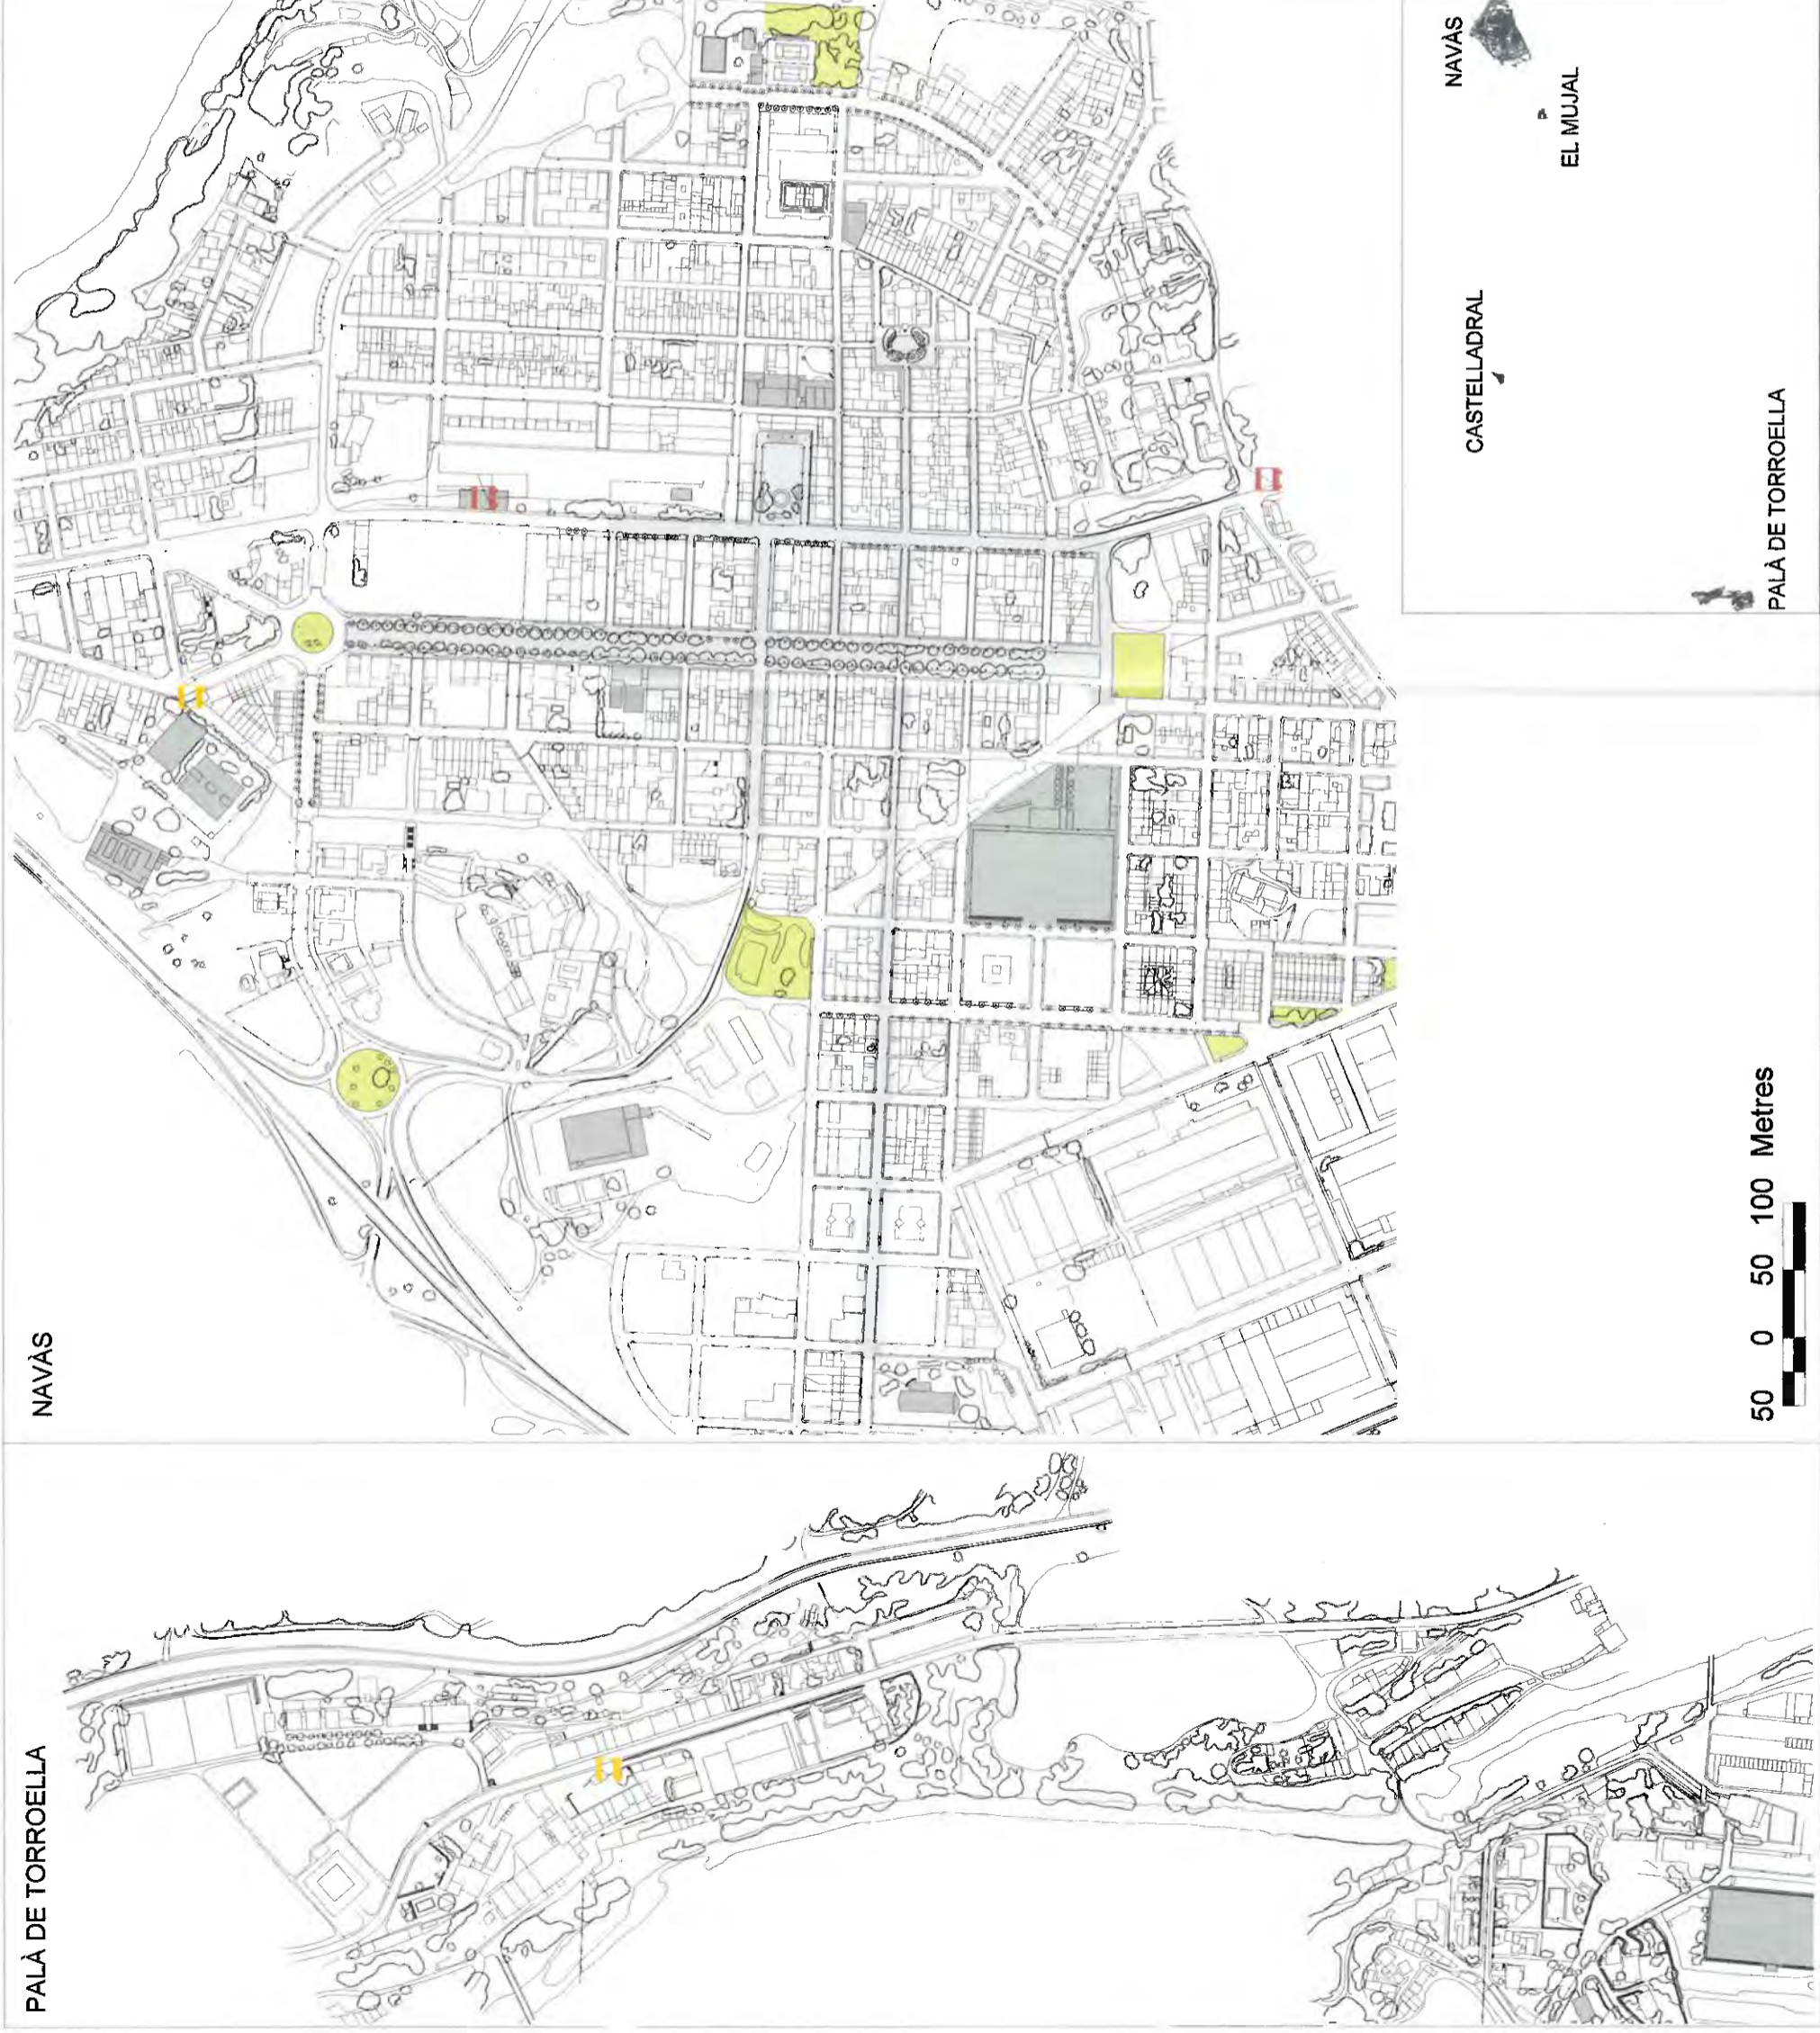 PALÀ DE TORROELLA
NAVÀS
NAVÀS
EL MUJAL
CASTELLADRAL
PALÀ DE TORROELLA
50 0 50 100 Metres